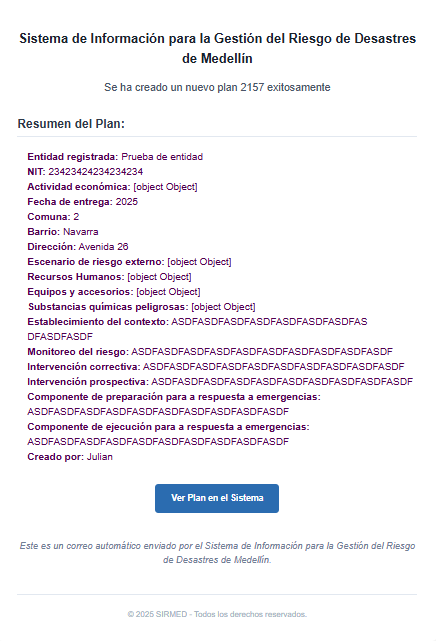 Sistema de Información para la Gestión del Riesgo de Desastres
de Medellín
Se ha creado un nuevo plan 2157 exitosamente
Resumen del Plan:
Entidad registrada: Prueba de entidad
NIT: 23423424234234234
Actividad económica: [object Object]
Fecha de entrega: 2025
Comuna: 2
Barrio: Navarra
Dirección: Avenida 26
Escenario de riesgo externo: [object Object]
Recursos Humanos: [object Object]
Equipos y accesorios: [object Object]
Substancias químicas peligrosas: [object Object]
Establecimiento del contexto: ASDFASDFASDFASDFASDFASDFASDFAS
DFASDFASDF
Monitoreo del riesgo: ASDFASDFASDFASDFASDFASDFASDFASDFASDFASDF
Intervención correctiva: ASDFASDFASDFASDFASDFASDFASDFASDFASDFASDF
Intervención prospectiva: ASDFASDFASDFASDFASDFASDFASDFASDFASDFASDF
Componente de preparación para a respuesta a emergencias:
ASDFASDFASDFASDFASDFASDFASDFASDFASDFASDF
Componente de ejecución para a respuesta a emergencias:
ASDFASDFASDFASDFASDFASDFASDFASDFASDFASDF
Creado por: Julian
Ver Plan en el Sistema
Este es un correo automático enviado por el Sistema de Información para la Gestión del Riesgo
de Desastres de Medellín.
© 2025 SIRMED - Todos los derechos reservados.